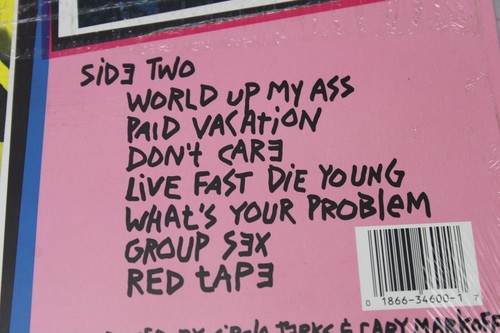 SiDE TWO
WORLD UP MY ASS
PAiD VACAtiON
DON't CARE
LiVE FAST DiE YOUNG
WHAT'S YOUR PROBLEM
GROUP SEX
RED tAPE
0 1866-34600-1 7